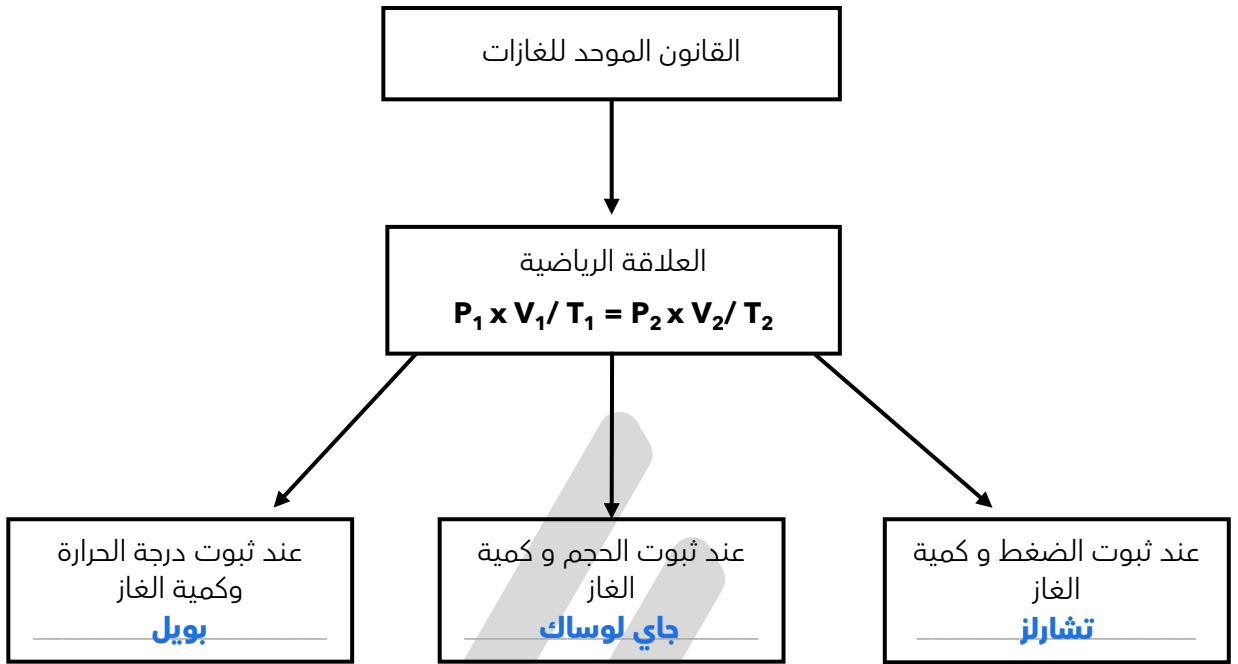 القانون الموحد للغازات
العلاقة الرياضية
P₁ x V₁/ T₁ = P₂ x V₂/ T₂
عند ثبوت الضغط و كمية
الغاز
تشارلز
عند ثبوت الحجم و كمية
الغاز
جاي لوساك
عند ثبوت درجة الحرارة
وكمية الغاز
بويل